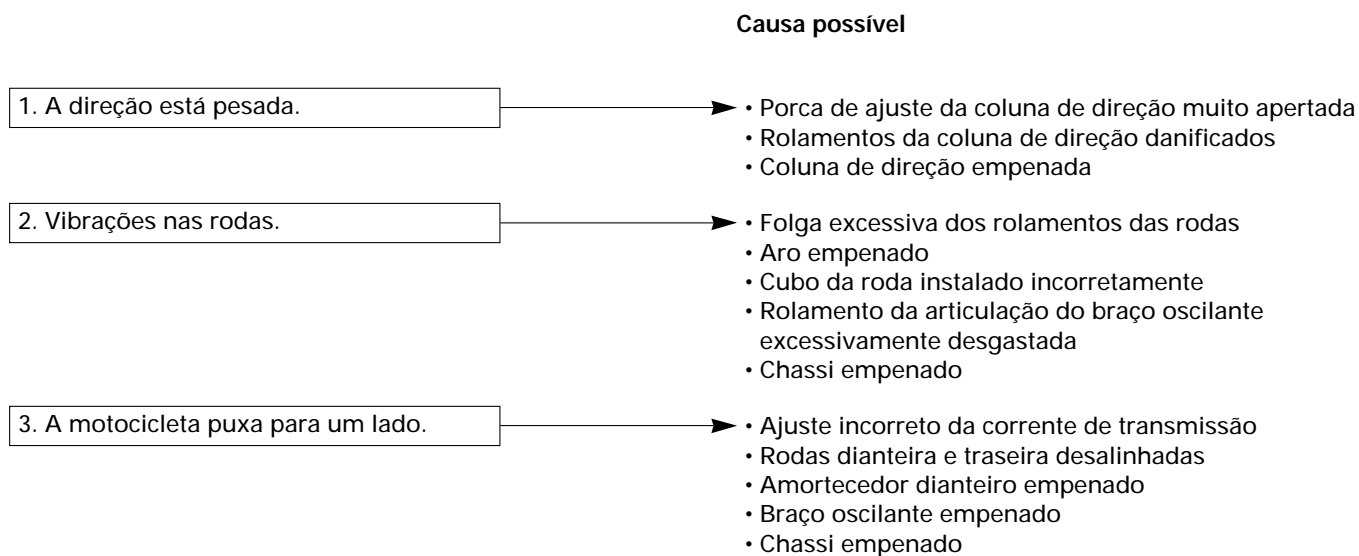 Causa possível
1. A direção está pesada.
• Porca de ajuste da coluna de direção muito apertada
• Rolamentos da coluna de direção danificados
• Coluna de direção empenada
2. Vibrações nas rodas.
• Folga excessiva dos rolamentos das rodas
• Aro empenado
• Cubo da roda instalado incorretamente
• Rolamento da articulação do braço oscilante
excessivamente desgastada
• Chassi empenado
3. A motocicleta puxa para um lado.
• Ajuste incorreto da corrente de transmissão
• Rodas dianteira e traseira desalinhadas
• Amortecedor dianteiro empenado
• Braço oscilante empenado
• Chassi empenado